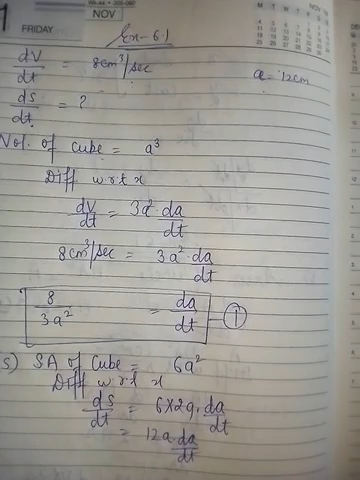 FRIDAY
NOV
Ex-6.1
dV/dt = 8cm³/sec
a = 12cm
dS/dt = ?
Vol. of Cube = a³
Diff w r t x
dV/dt = 3a² . da/dt
8cm³/sec = 3a² . da/dt
8/3a² = da/dt — ①
S) SA of Cube = 6a²
Diff w r t x
dS/dt = 6×2a . da/dt
= 12a . da/dt